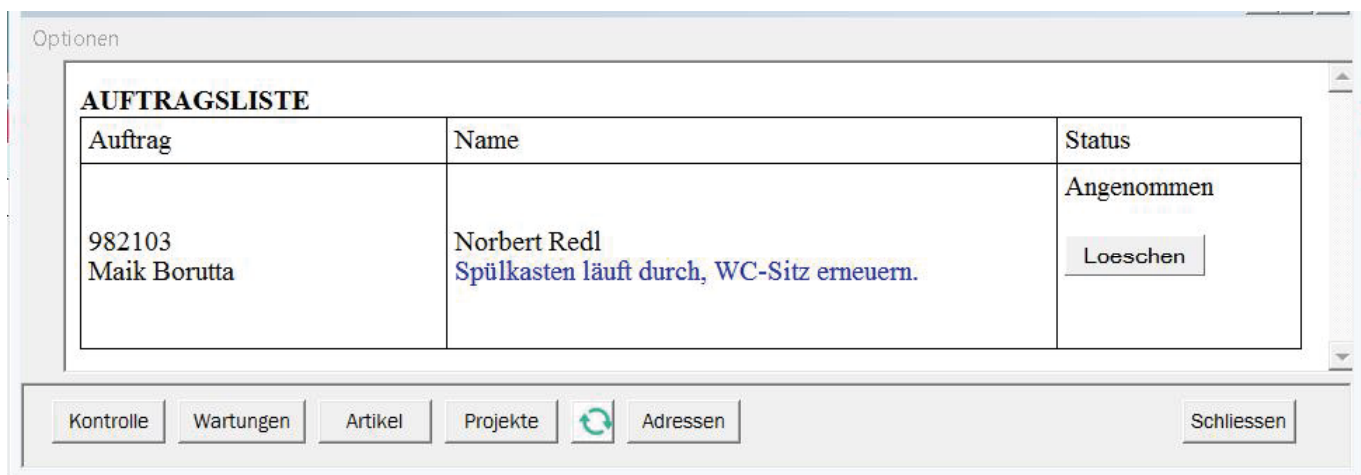 Optionen
AUFTRAGSLISTE
Auftrag Name Status
Angenommen
982103 Norbert Redl
Maik Borutta Spülkasten läuft durch, WC-Sitz erneuern.
Loeschen
Kontrolle Wartungen Artikel Projekte Adressen Schliessen